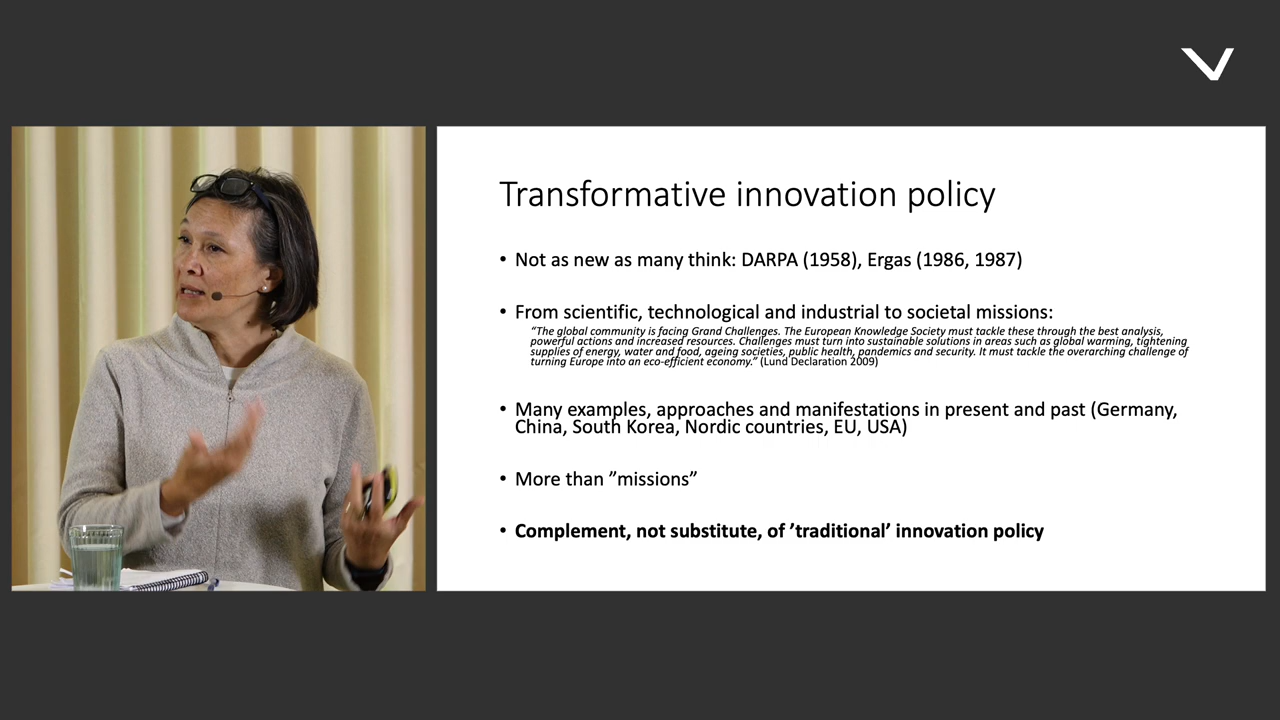 Transformative innovation policy
• Not as new as many think: DARPA (1958), Ergas (1986, 1987)
• From scientific, technological and industrial to societal missions:
“The global community is facing Grand Challenges. The European Knowledge Society must tackle these through the best analysis,
powerful actions and increased resources. Challenges must turn into sustainable solutions in areas such as global warming, tightening
supplies of energy, water and food, ageing societies, public health, pandemics and security. It must tackle the overarching challenge of
turning Europe into an eco-efficient economy.” (Lund Declaration 2009)
• Many examples, approaches and manifestations in present and past (Germany,
China, South Korea, Nordic countries, EU, USA)
• More than ”missions”
• Complement, not substitute, of ’traditional’ innovation policy